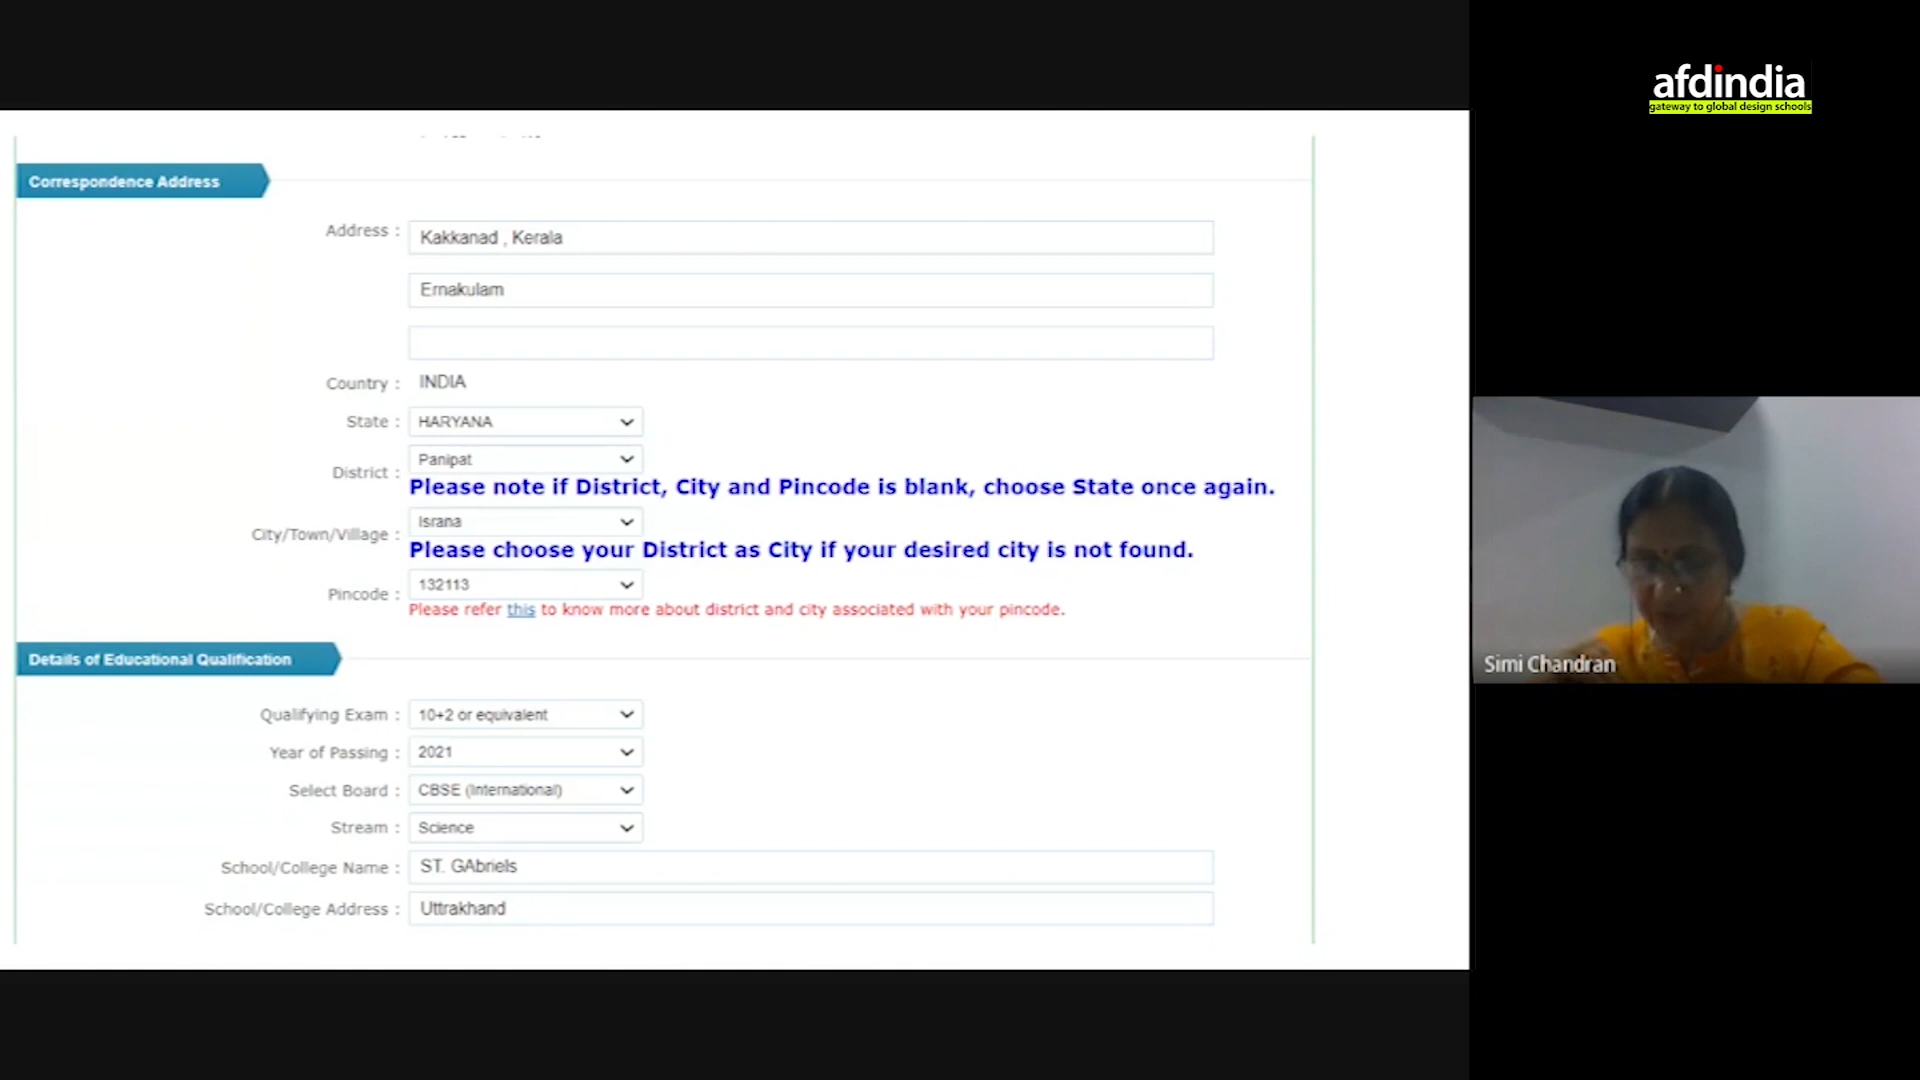 afdindia
gateway to global design schools
Correspondence Address
Address : Kakkanad , Kerala
Ernakulam
Country : INDIA
State : HARYANA
District : Panipat
Please note if District, City and Pincode is blank, choose State once again.
City/Town/Village : Israna
Please choose your District as City if your desired city is not found.
Pincode : 132113
Please refer this to know more about district and city associated with your pincode.
Details of Educational Qualification
Qualifying Exam : 10+2 or equivalent
Year of Passing : 2021
Select Board : CBSE (International)
Stream : Science
School/College Name : ST. GAbriels
School/College Address : Uttrakhand
Simi Chandran